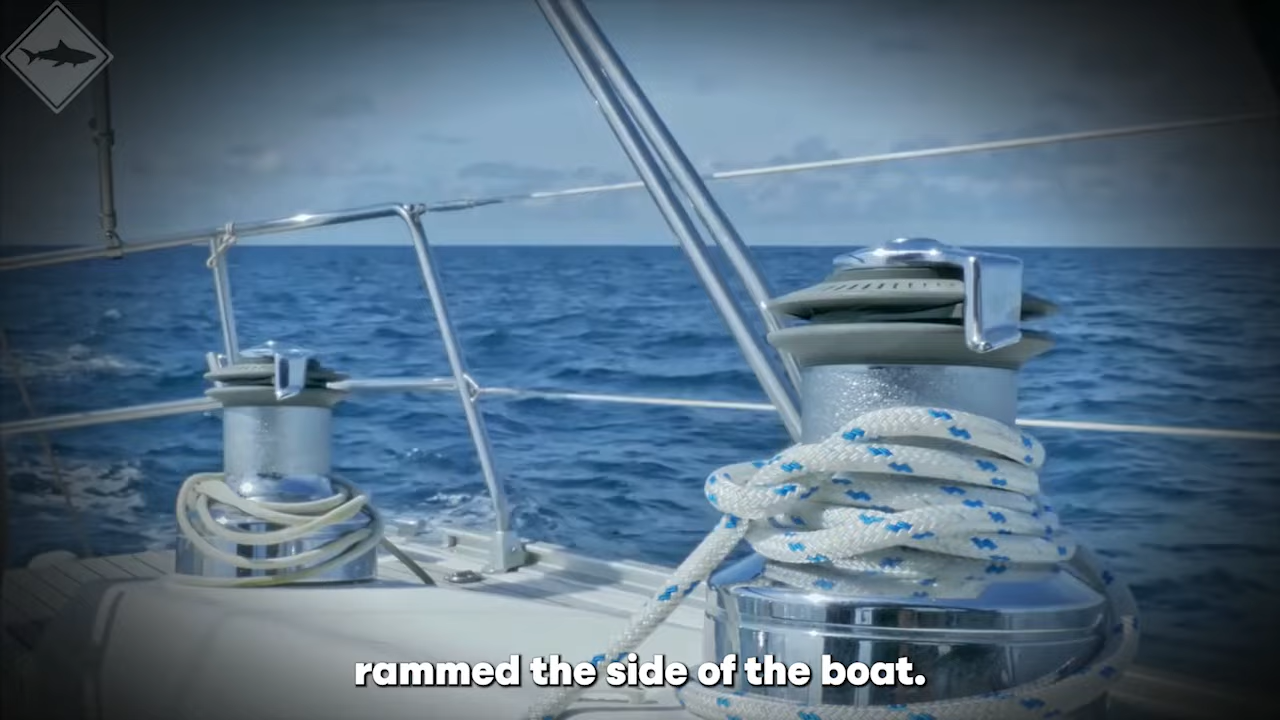 rammed the side of the boat.